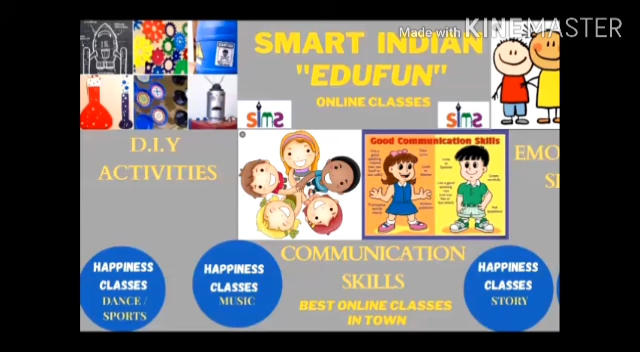 Made with KINEMASTER
SMART INDIAN
"EDUFUN"
ONLINE CLASSES
sims
sims
D.I.Y
ACTIVITIES
Good Communication Skills
EMO
S
COMMUNICATION
SKILLS
BEST ONLINE CLASSES
IN TOWN
HAPPINESS
CLASSES
DANCE /
SPORTS
HAPPINESS
CLASSES
MUSIC
HAPPINESS
CLASSES
STORY